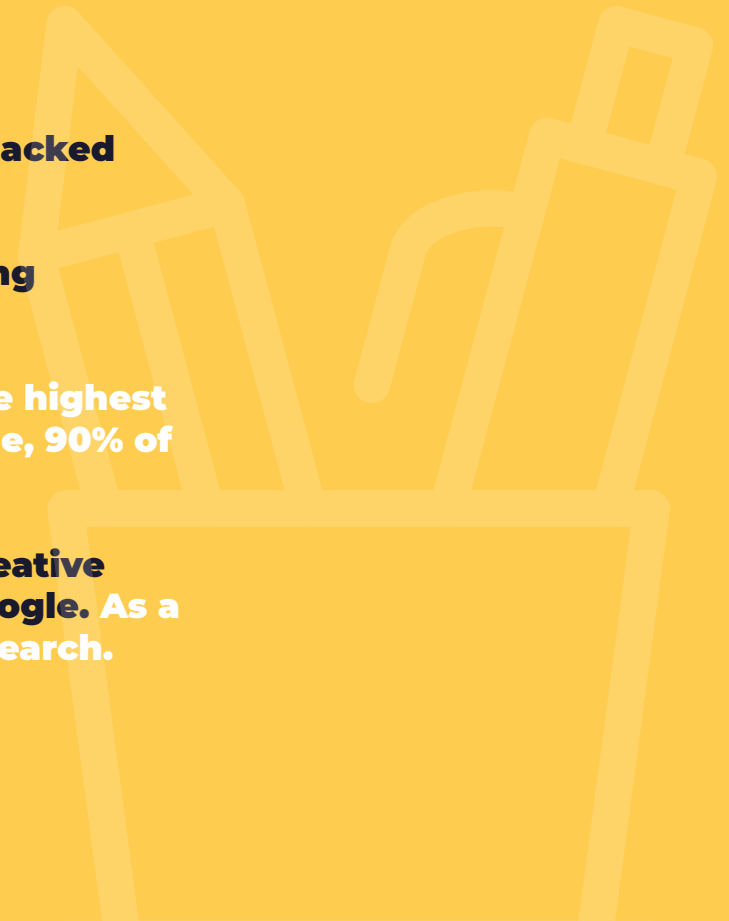 acked
ng
e highest
e, 90% of
eative
ogle. As a
earch.